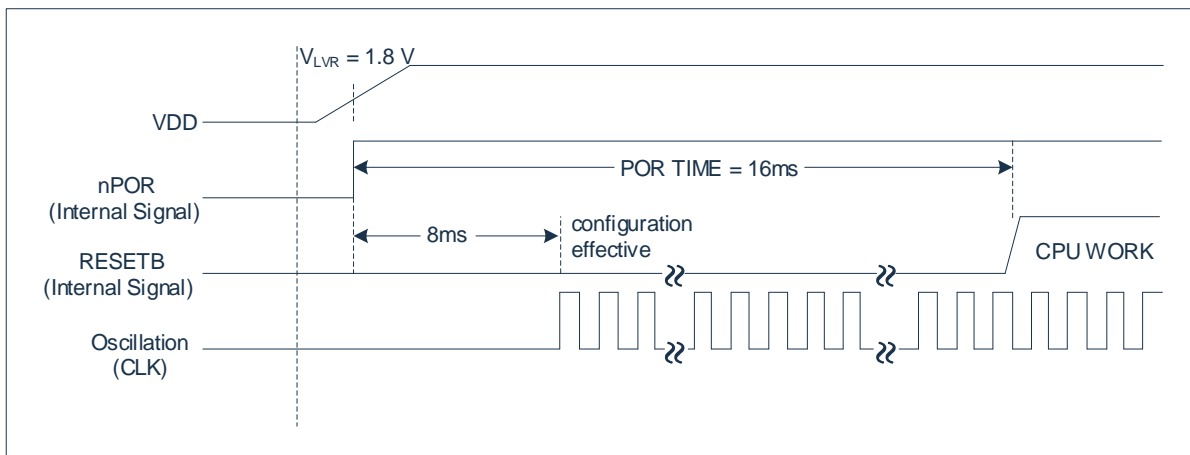 VLVR = 1.8 V
VDD
POR TIME = 16ms
nPOR
(Internal Signal)
8ms
configuration
effective
RESETB
(Internal Signal)
CPU WORK
Oscillation
(CLK)